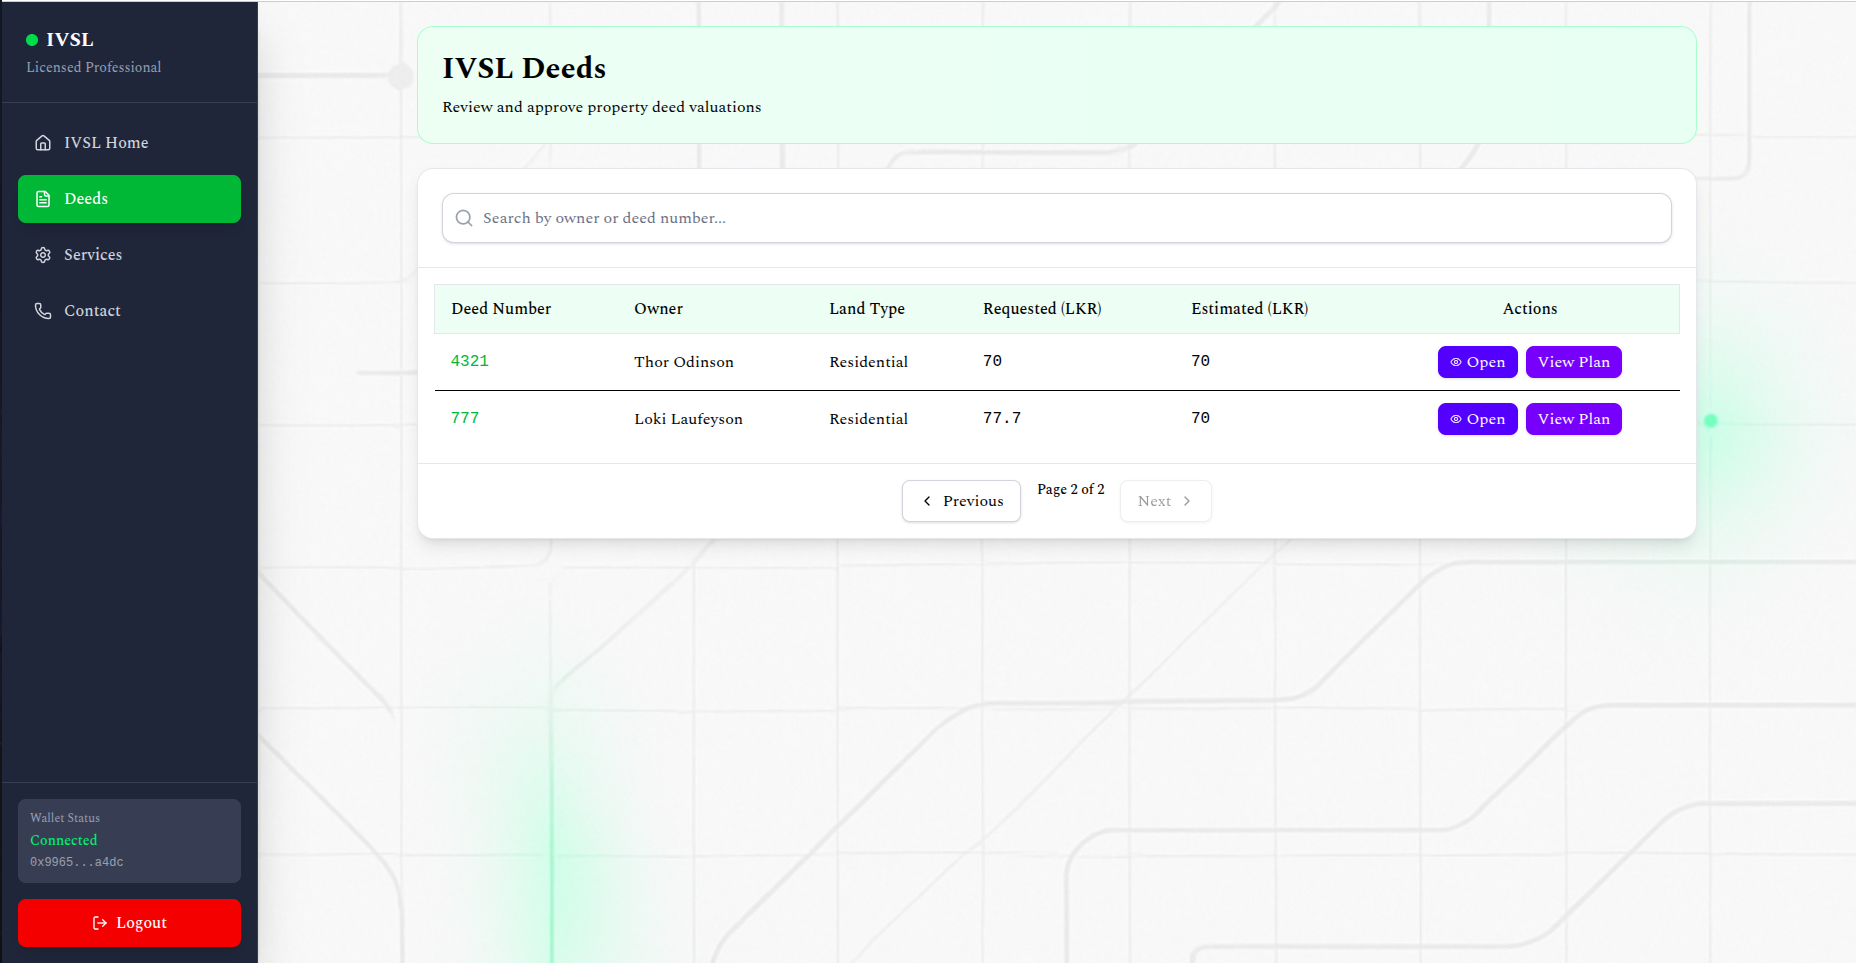 IVSL
Licensed Professional
IVSL Home
Deeds
Services
Contact
Wallet Status
Connected
0x9965...a4dc
Logout
IVSL Deeds
Review and approve property deed valuations
Search by owner or deed number...
Deed Number Owner Land Type Requested (LKR) Estimated (LKR) Actions
4321 Thor Odinson Residential 70 70 Open View Plan
777 Loki Laufeyson Residential 77.7 70 Open View Plan
Previous Page 2 of 2 Next